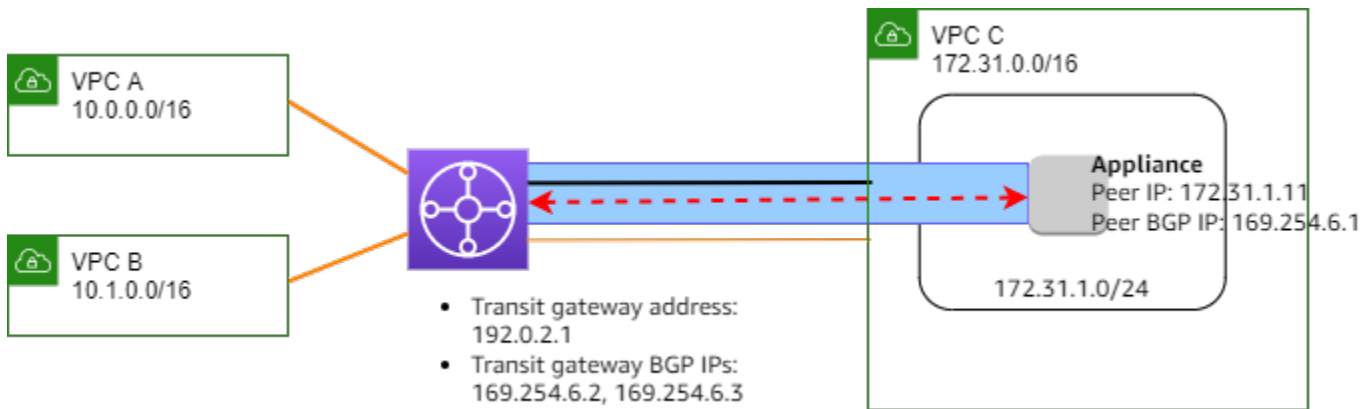 VPC A
10.0.0.0/16
VPC B
10.1.0.0/16
• Transit gateway address:
192.0.2.1
• Transit gateway BGP IPs:
169.254.6.2, 169.254.6.3
VPC C
172.31.0.0/16
Appliance
Peer IP: 172.31.1.11
Peer BGP IP: 169.254.6.1
172.31.1.0/24